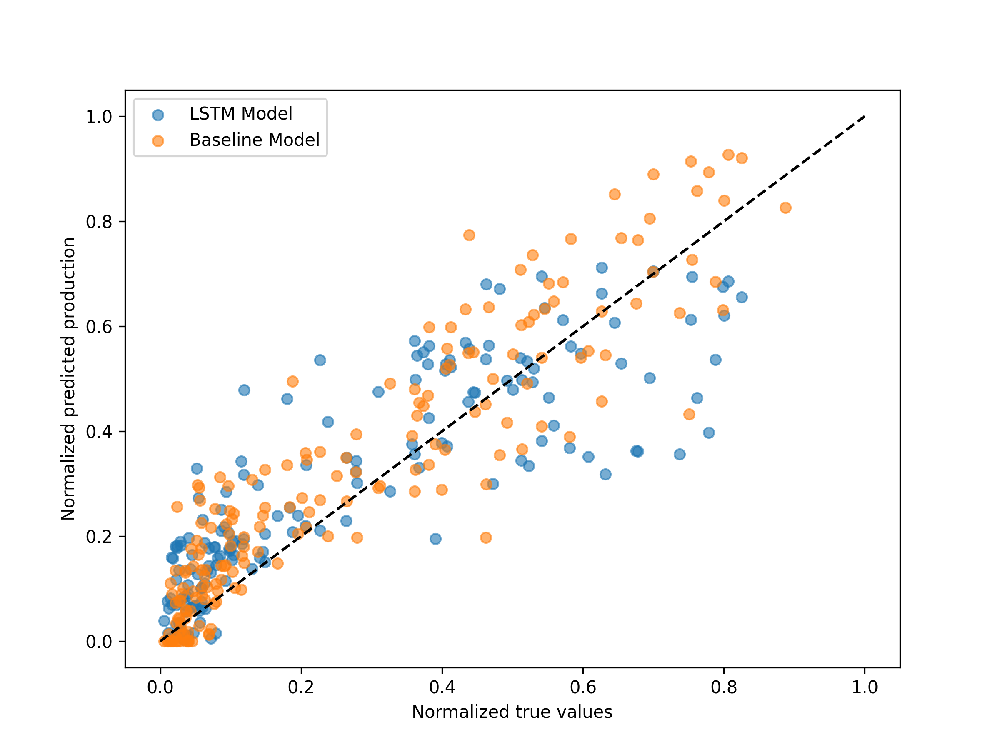 LSTM Model
Baseline Model
1.0
0.8
0.6
0.4
0.2
0.0
Normalized predicted production
0.0 0.2 0.4 0.6 0.8 1.0
Normalized true values